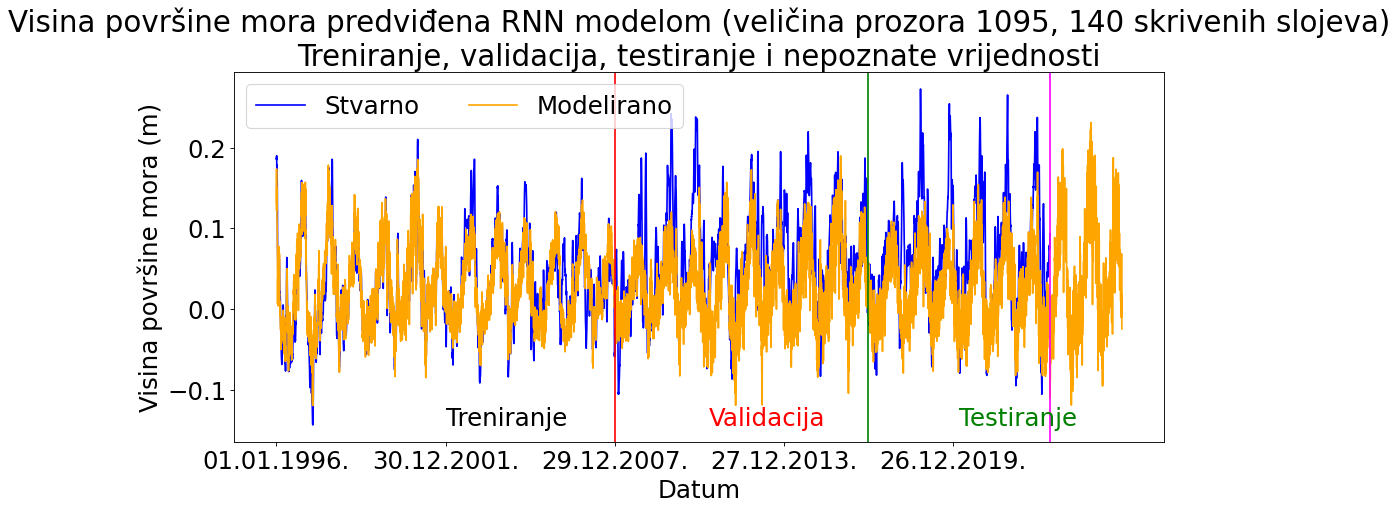 Visina površine mora predviđena RNN modelom (veličina prozora 1095, 140 skrivenih slojeva)
Treniranje, validacija, testiranje i nepoznate vrijednosti
Stvarno
Modelirano
Visina površine mora (m)
0.2
0.1
0.0
−0.1
Treniranje
Validacija
Testiranje
01.01.1996.
30.12.2001.
29.12.2007.
27.12.2013.
26.12.2019.
Datum